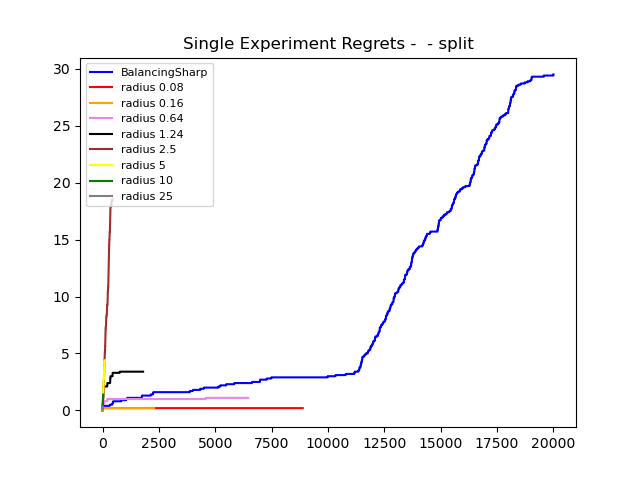 Single Experiment Regrets -  - split
BalancingSharp
radius 0.08
radius 0.16
radius 0.64
radius 1.24
radius 2.5
radius 5
radius 10
radius 25
30
25
20
15
10
5
0
0 2500 5000 7500 10000 12500 15000 17500 20000